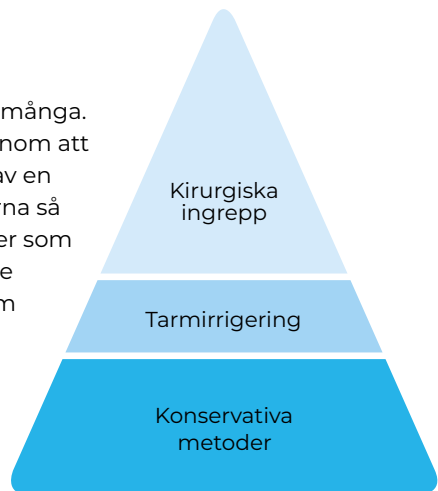 många.
nom att
av en
rna så
er som
e
m
Kirurgiska
ingrepp
Tarmirrigering
Konservativa
metoder